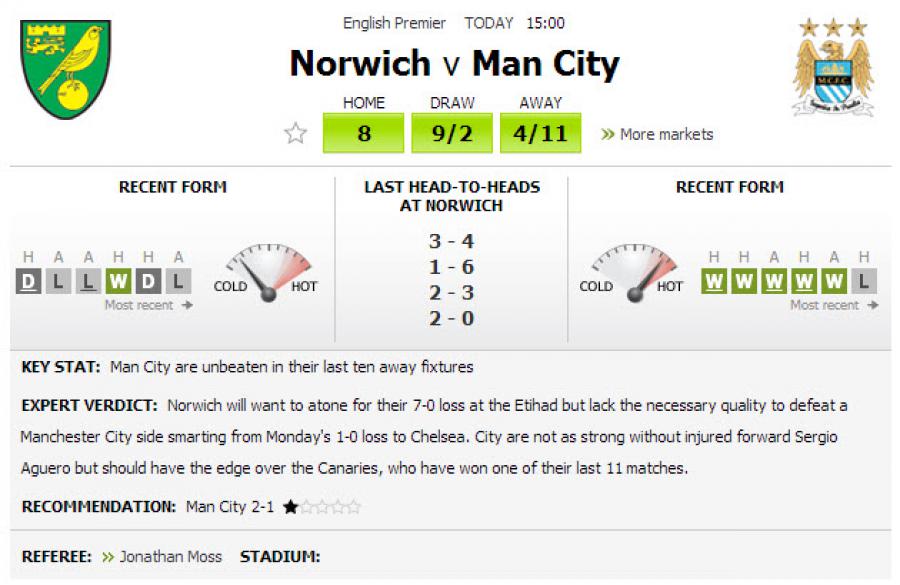 English Premier TODAY 15:00
Norwich v Man City
HOME DRAW AWAY
8 9/2 4/11 » More markets
RECENT FORM
H A A H H A
D L L W D L
Most recent →
COLD HOT
LAST HEAD-TO-HEADS
AT NORWICH
3 - 4
1 - 6
2 - 3
2 - 0
RECENT FORM
COLD HOT
H H A H A H
W W W W W L
Most recent →
KEY STAT: Man City are unbeaten in their last ten away fixtures
EXPERT VERDICT: Norwich will want to atone for their 7-0 loss at the Etihad but lack the necessary quality to defeat a
Manchester City side smarting from Monday's 1-0 loss to Chelsea. City are not as strong without injured forward Sergio
Aguero but should have the edge over the Canaries, who have won one of their last 11 matches.
RECOMMENDATION: Man City 2-1 ★☆☆☆☆
REFEREE: » Jonathan Moss STADIUM: